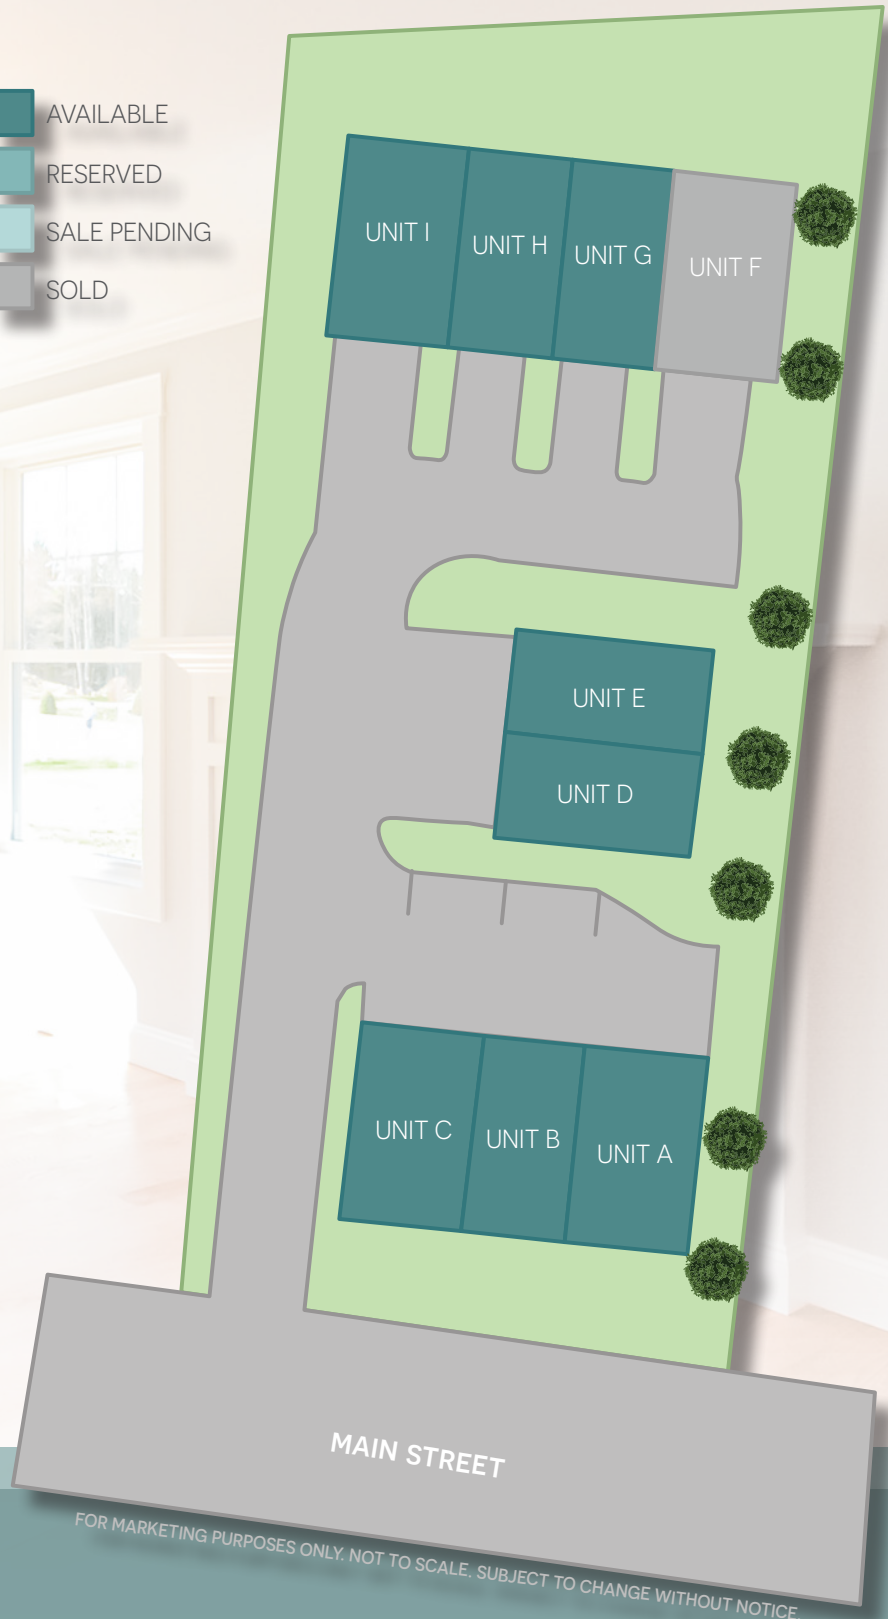 AVAILABLE
RESERVED
SALE PENDING
SOLD
UNIT I
UNIT H
UNIT G
UNIT F
UNIT E
UNIT D
UNIT C
UNIT B
UNIT A
MAIN STREET
FOR MARKETING PURPOSES ONLY. NOT TO SCALE. SUBJECT TO CHANGE WITHOUT NOTICE